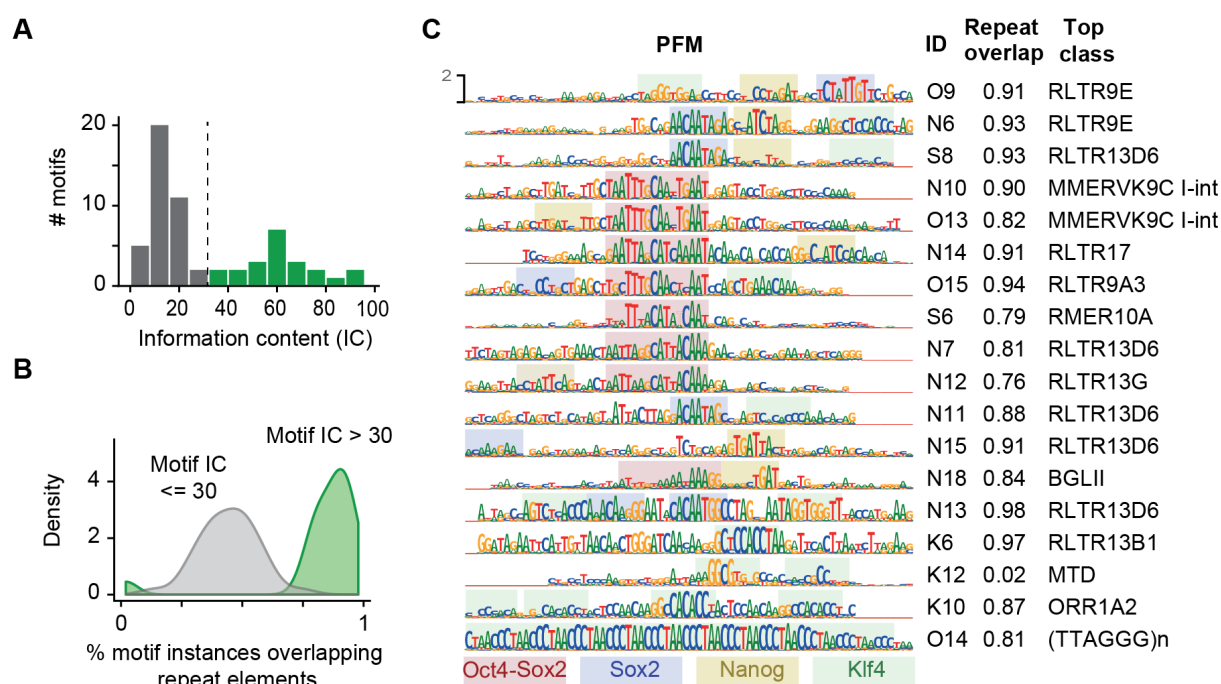 A
# motifs
20
10
0
0 20 40 60 80 100
Information content (IC)
B
Motif IC > 30
Motif IC
<= 30
Density
4
2
0
0 1
% motif instances overlapping
repeat elements
C
PFM
ID Repeat overlap Top class
2
O9 0.91 RLTR9E
N6 0.93 RLTR9E
S8 0.93 RLTR13D6
N10 0.90 MMERVK9C I-int
O13 0.82 MMERVK9C I-int
N14 0.91 RLTR17
O15 0.94 RLTR9A3
S6 0.79 RMER10A
N7 0.81 RLTR13D6
N12 0.76 RLTR13G
N11 0.88 RLTR13D6
N15 0.91 RLTR13D6
N18 0.84 BGLII
N13 0.98 RLTR13D6
K6 0.97 RLTR13B1
K12 0.02 MTD
K10 0.87 ORR1A2
O14 0.81 (TTAGGG)n
Oct4-Sox2 Sox2 Nanog Klf4